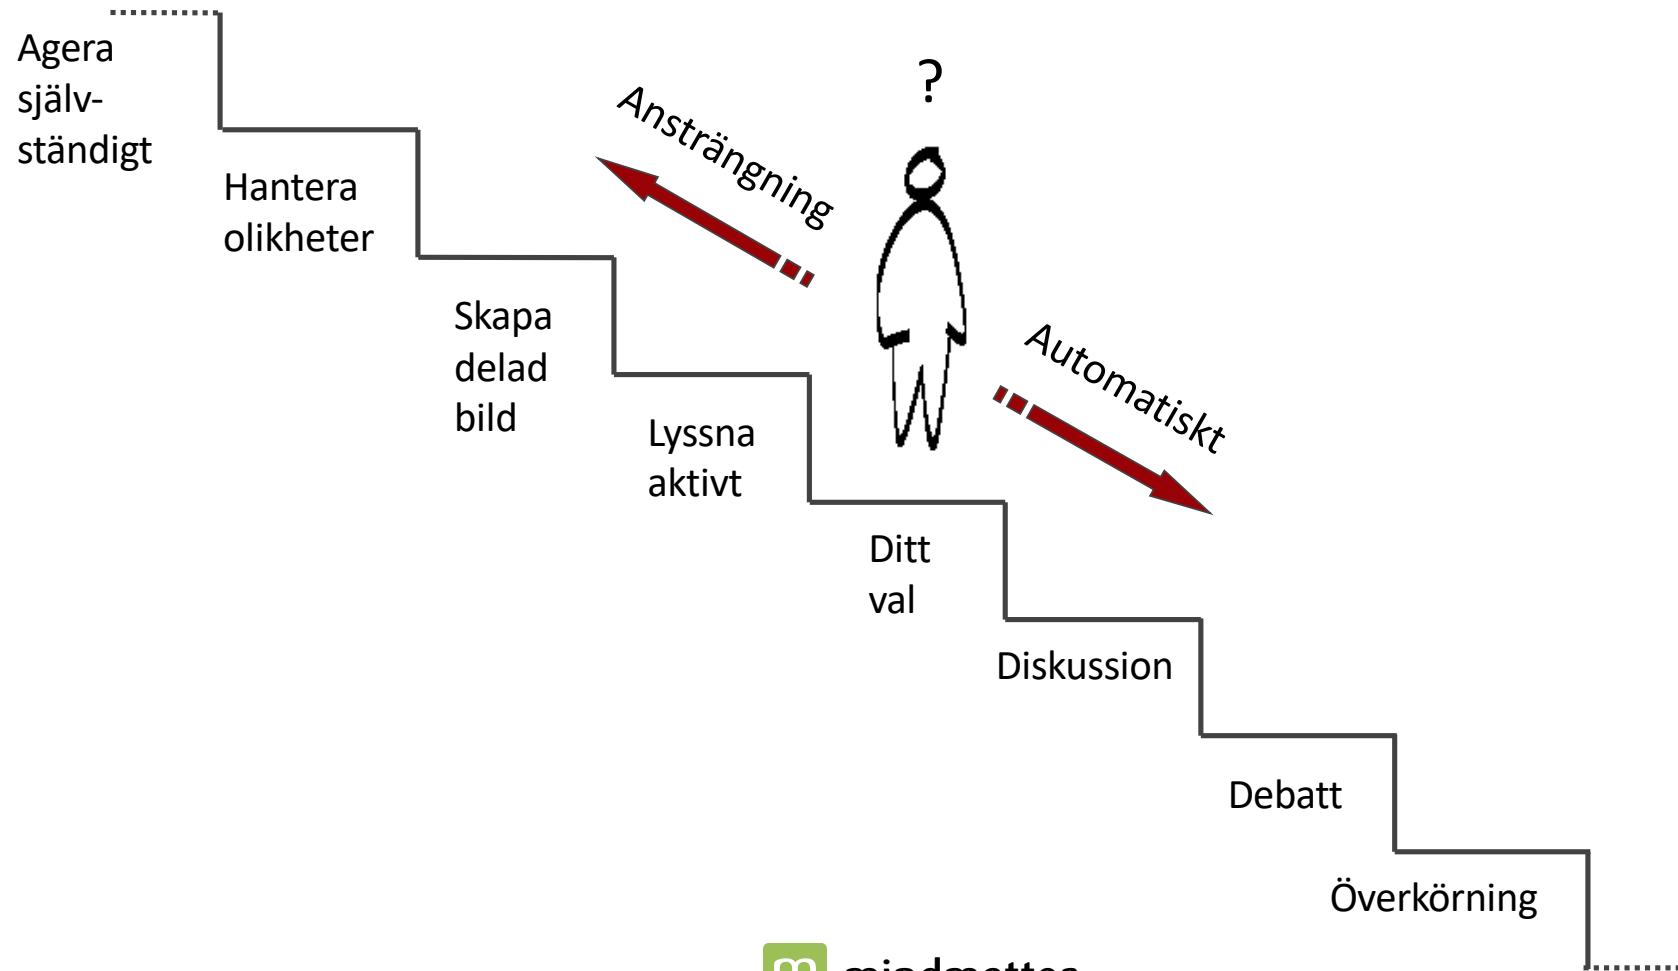 Agera
själv-
ständigt
Hantera
olikheter
Skapa
delad
bild
Lyssna
aktivt
?
Ansträngning
Automatiskt
Ditt
val
Diskussion
Debatt
Överkörning